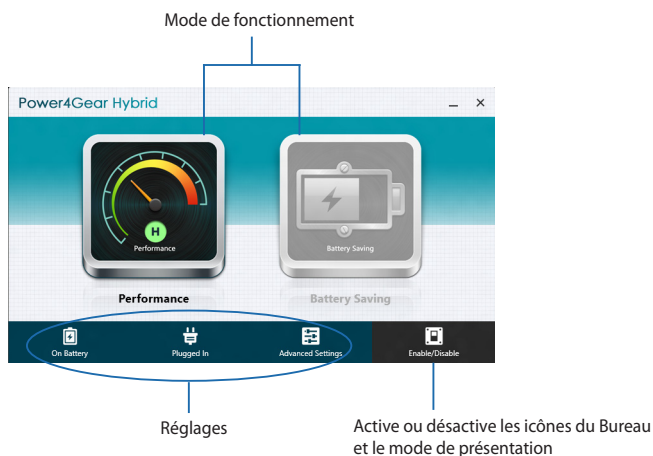 Mode de fonctionnement
Power4Gear Hybrid
H
Performance
Battery Saving
Performance
Battery Saving
On Battery
Plugged In
Advanced Settings
Enable/Disable
Réglages
Active ou désactive les icônes du Bureau
et le mode de présentation